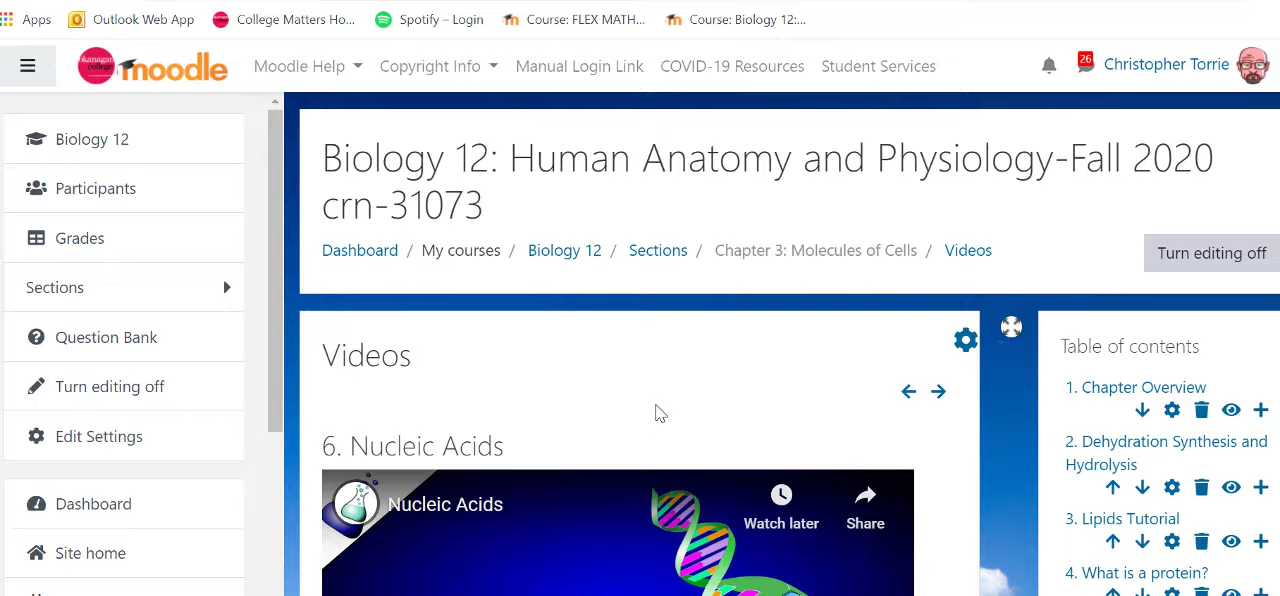 Apps Outlook Web App College Matters Ho... Spotify – Login Course: FLEX MATH... Course: Biology 12:...
okanagan college moodle Moodle Help Copyright Info Manual Login Link COVID-19 Resources Student Services 26 Christopher Torrie
Biology 12
Participants
Grades
Sections
Question Bank
Turn editing off
Edit Settings
Dashboard
Site home
Biology 12: Human Anatomy and Physiology-Fall 2020
crn-31073
Dashboard / My courses / Biology 12 / Sections / Chapter 3: Molecules of Cells / Videos
Turn editing off
Videos
6. Nucleic Acids
Nucleic Acids
Watch later Share
Table of contents
1. Chapter Overview
2. Dehydration Synthesis and
Hydrolysis
3. Lipids Tutorial
4. What is a protein?